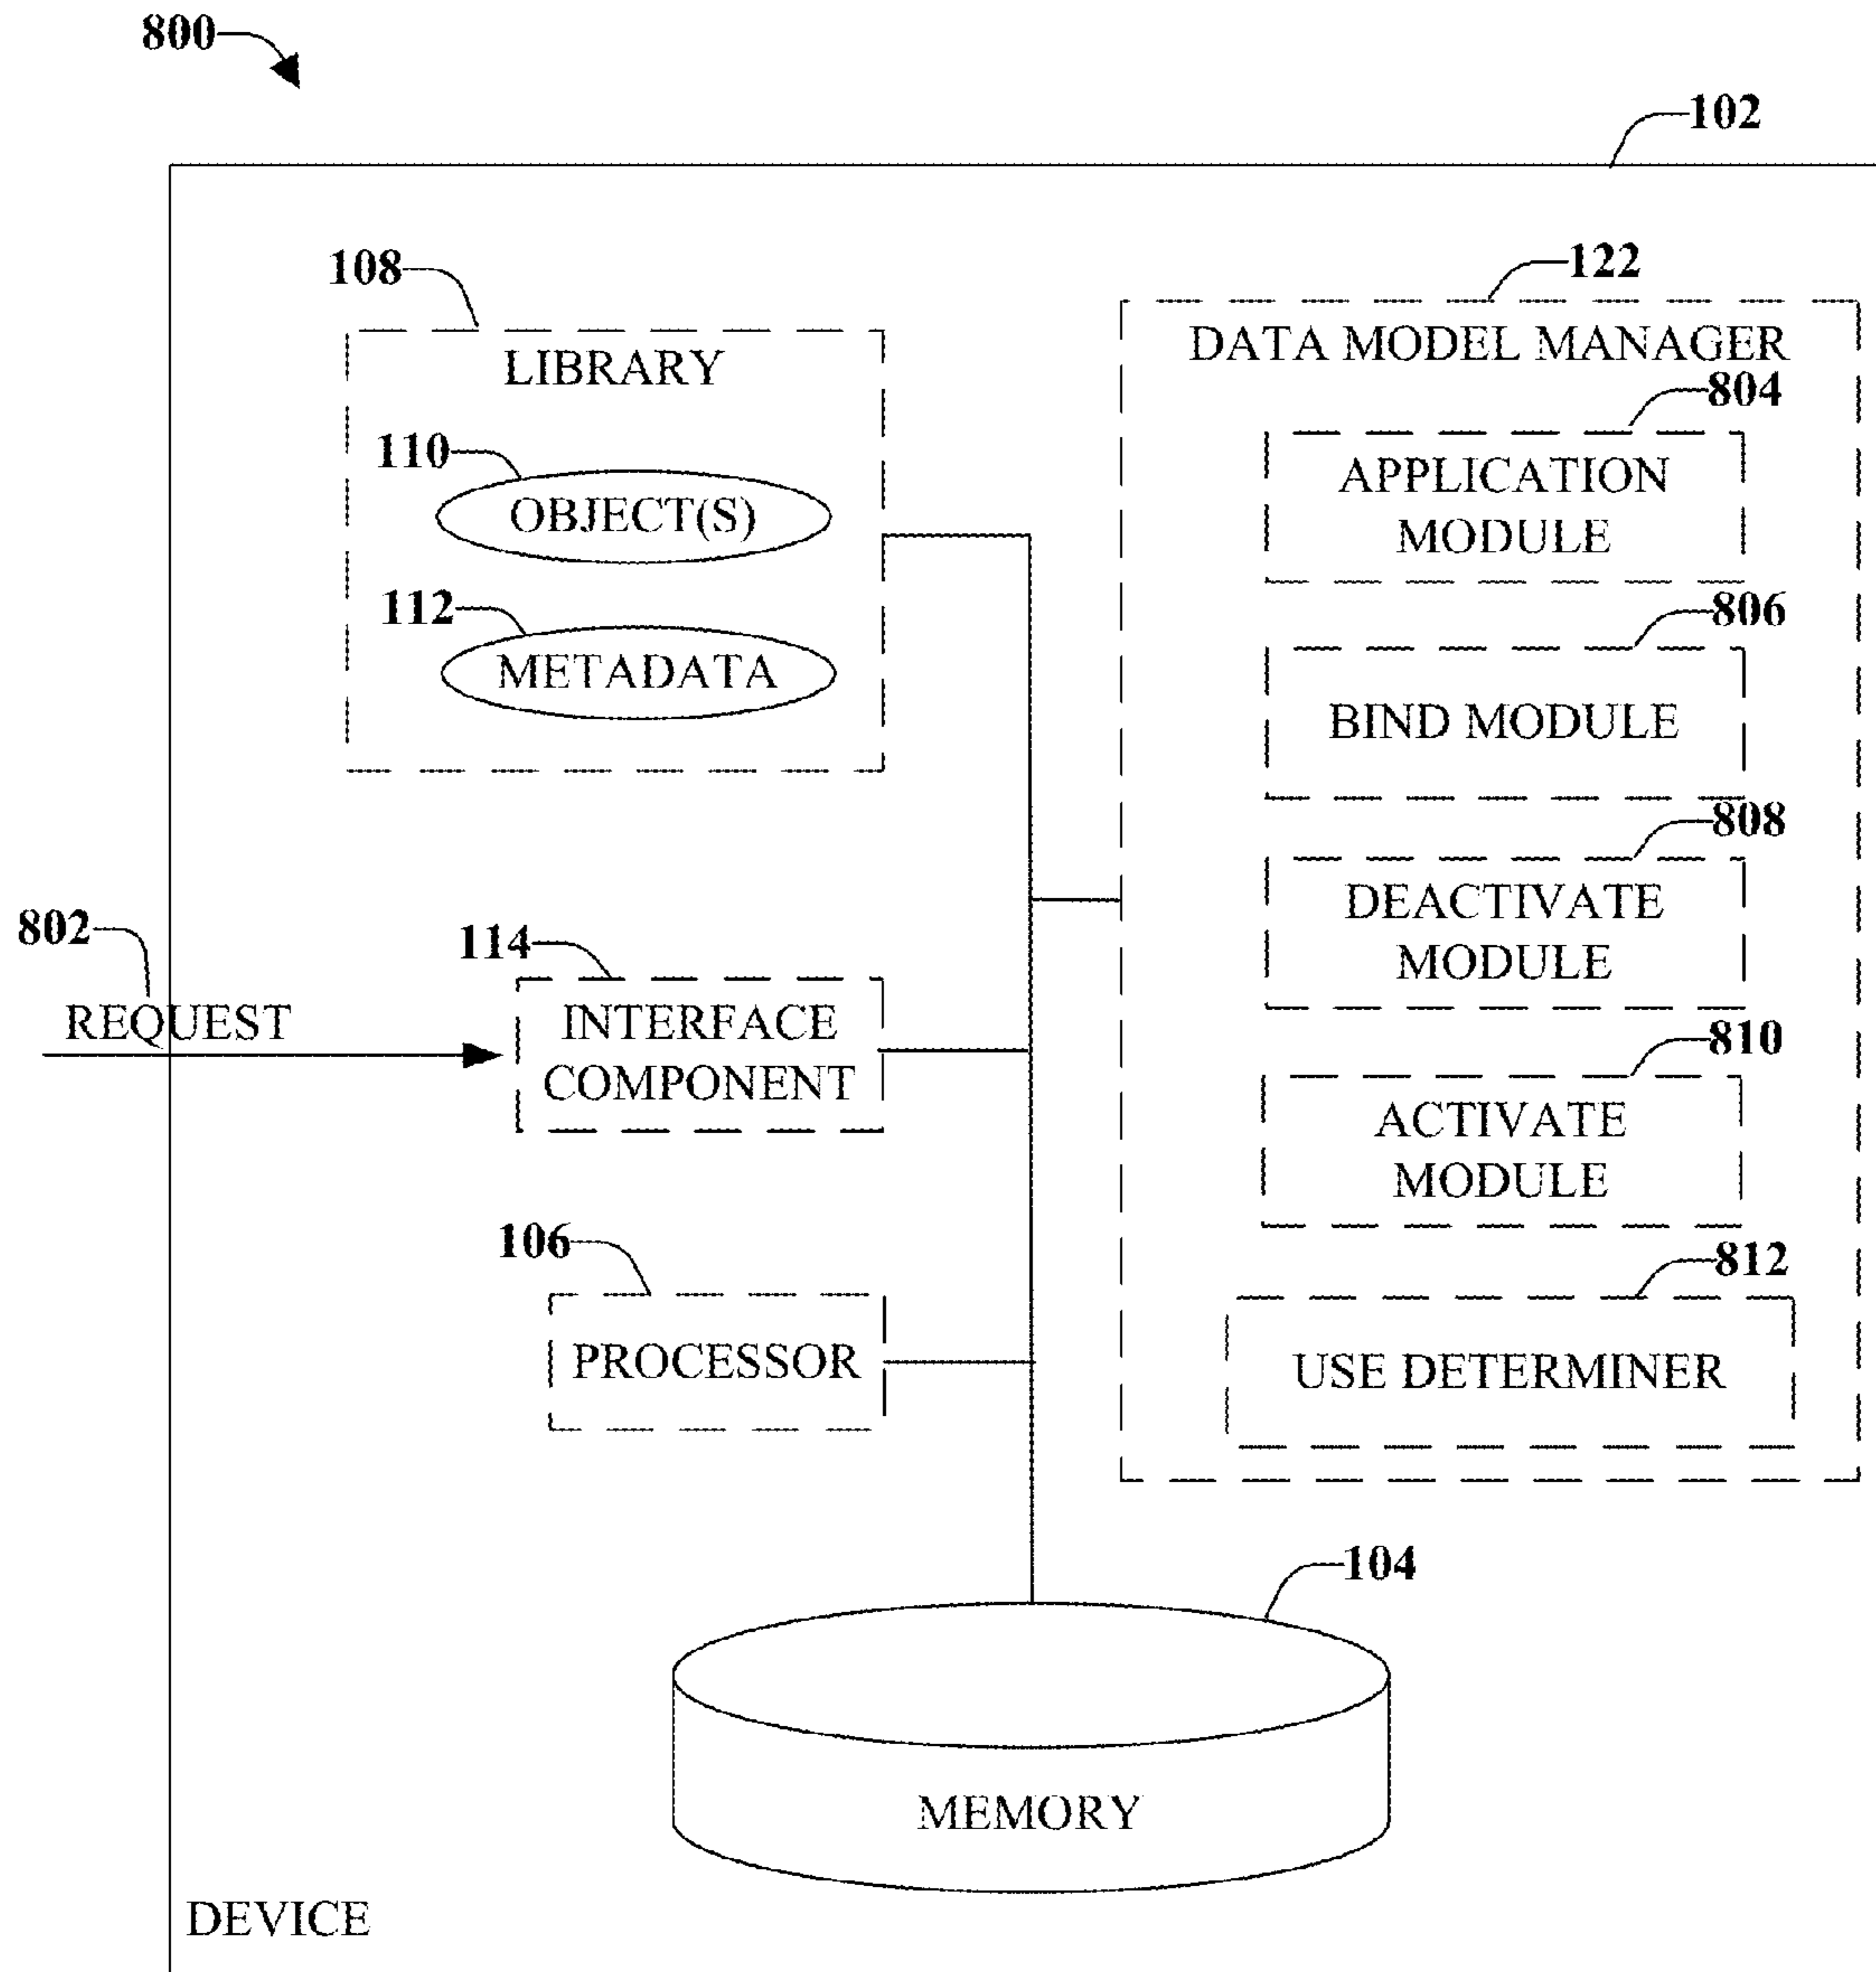 800
102
108
LIBRARY
110
OBJECT(S)
112
METADATA
122
DATA MODEL MANAGER
804
APPLICATION
MODULE
806
BIND MODULE
808
DEACTIVATE
MODULE
810
ACTIVATE
MODULE
812
USE DETERMINER
802
REQUEST
114
INTERFACE
COMPONENT
106
PROCESSOR
104
MEMORY
DEVICE